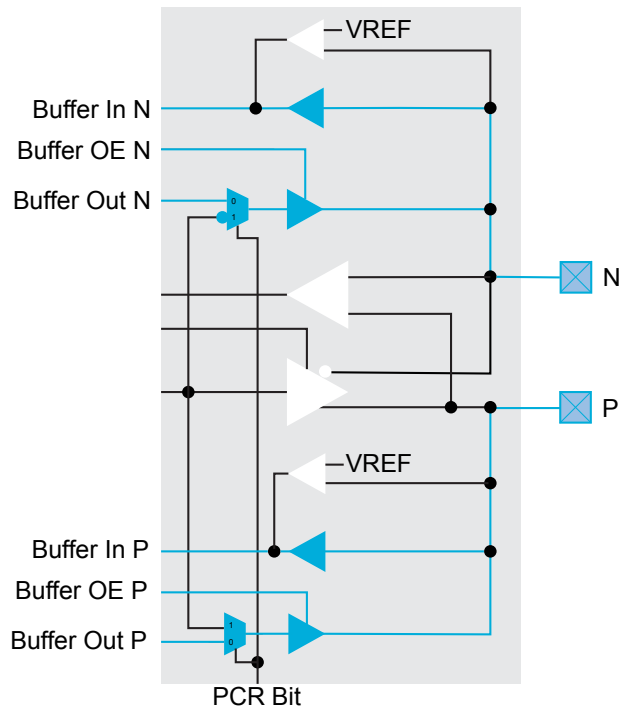 VREF
Buffer In N
Buffer OE N
Buffer Out N
0
1
N
P
VREF
Buffer In P
Buffer OE P
1
Buffer Out P
0
PCR Bit